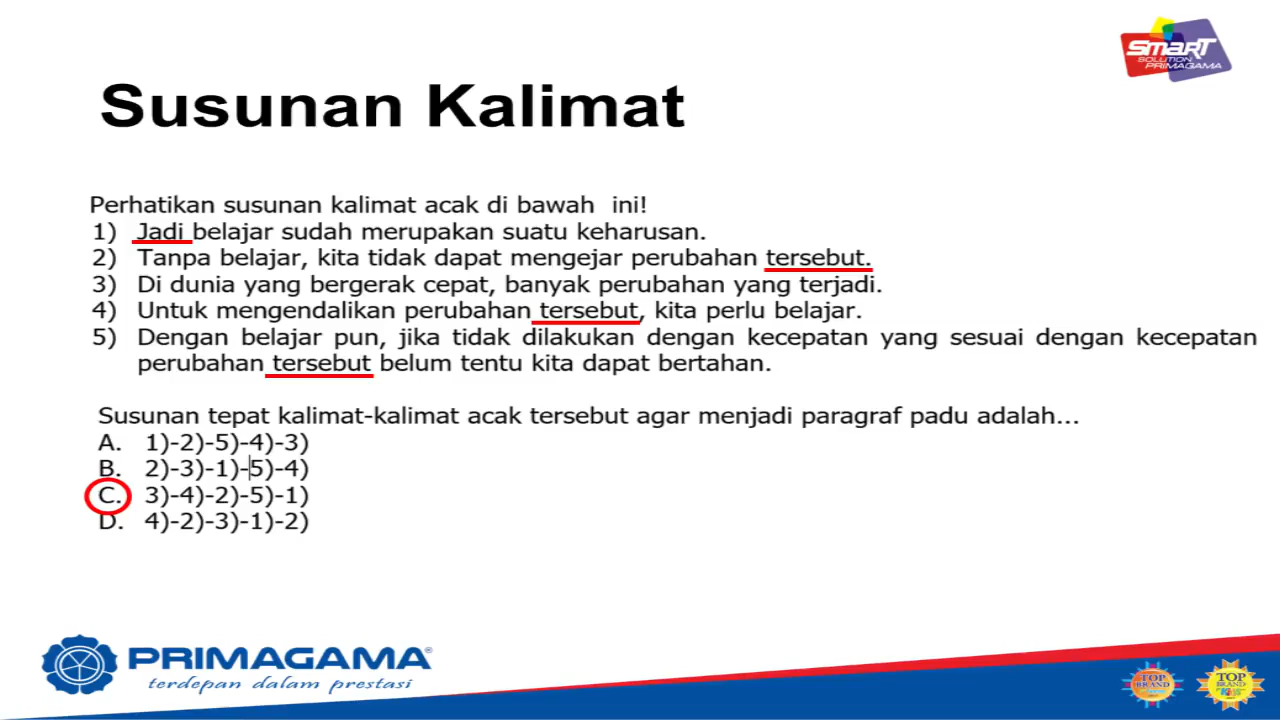 SMART
SOLUTION
PRIMAGAMA
Susunan Kalimat
Perhatikan susunan kalimat acak di bawah ini!
1) Jadi belajar sudah merupakan suatu keharusan.
2) Tanpa belajar, kita tidak dapat mengejar perubahan tersebut.
3) Di dunia yang bergerak cepat, banyak perubahan yang terjadi.
4) Untuk mengendalikan perubahan tersebut, kita perlu belajar.
5) Dengan belajar pun, jika tidak dilakukan dengan kecepatan yang sesuai dengan kecepatan
perubahan tersebut belum tentu kita dapat bertahan.
Susunan tepat kalimat-kalimat acak tersebut agar menjadi paragraf padu adalah...
A. 1)-2)-5)-4)-3)
B. 2)-3)-1)-5)-4)
C. 3)-4)-2)-5)-1)
D. 4)-2)-3)-1)-2)
PRIMAGAMA®
terdepan dalam prestasi
TOP
BRAND
TOP
BRAND